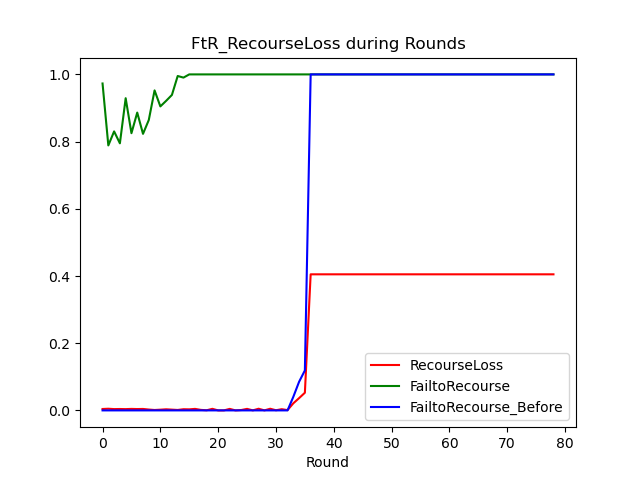 FtR_RecourseLoss during Rounds
1.0
0.8
0.6
0.4
0.2
0.0
RecourseLoss
FailtoRecourse
FailtoRecourse_Before
0 10 20 30 40 50 60 70 80
Round